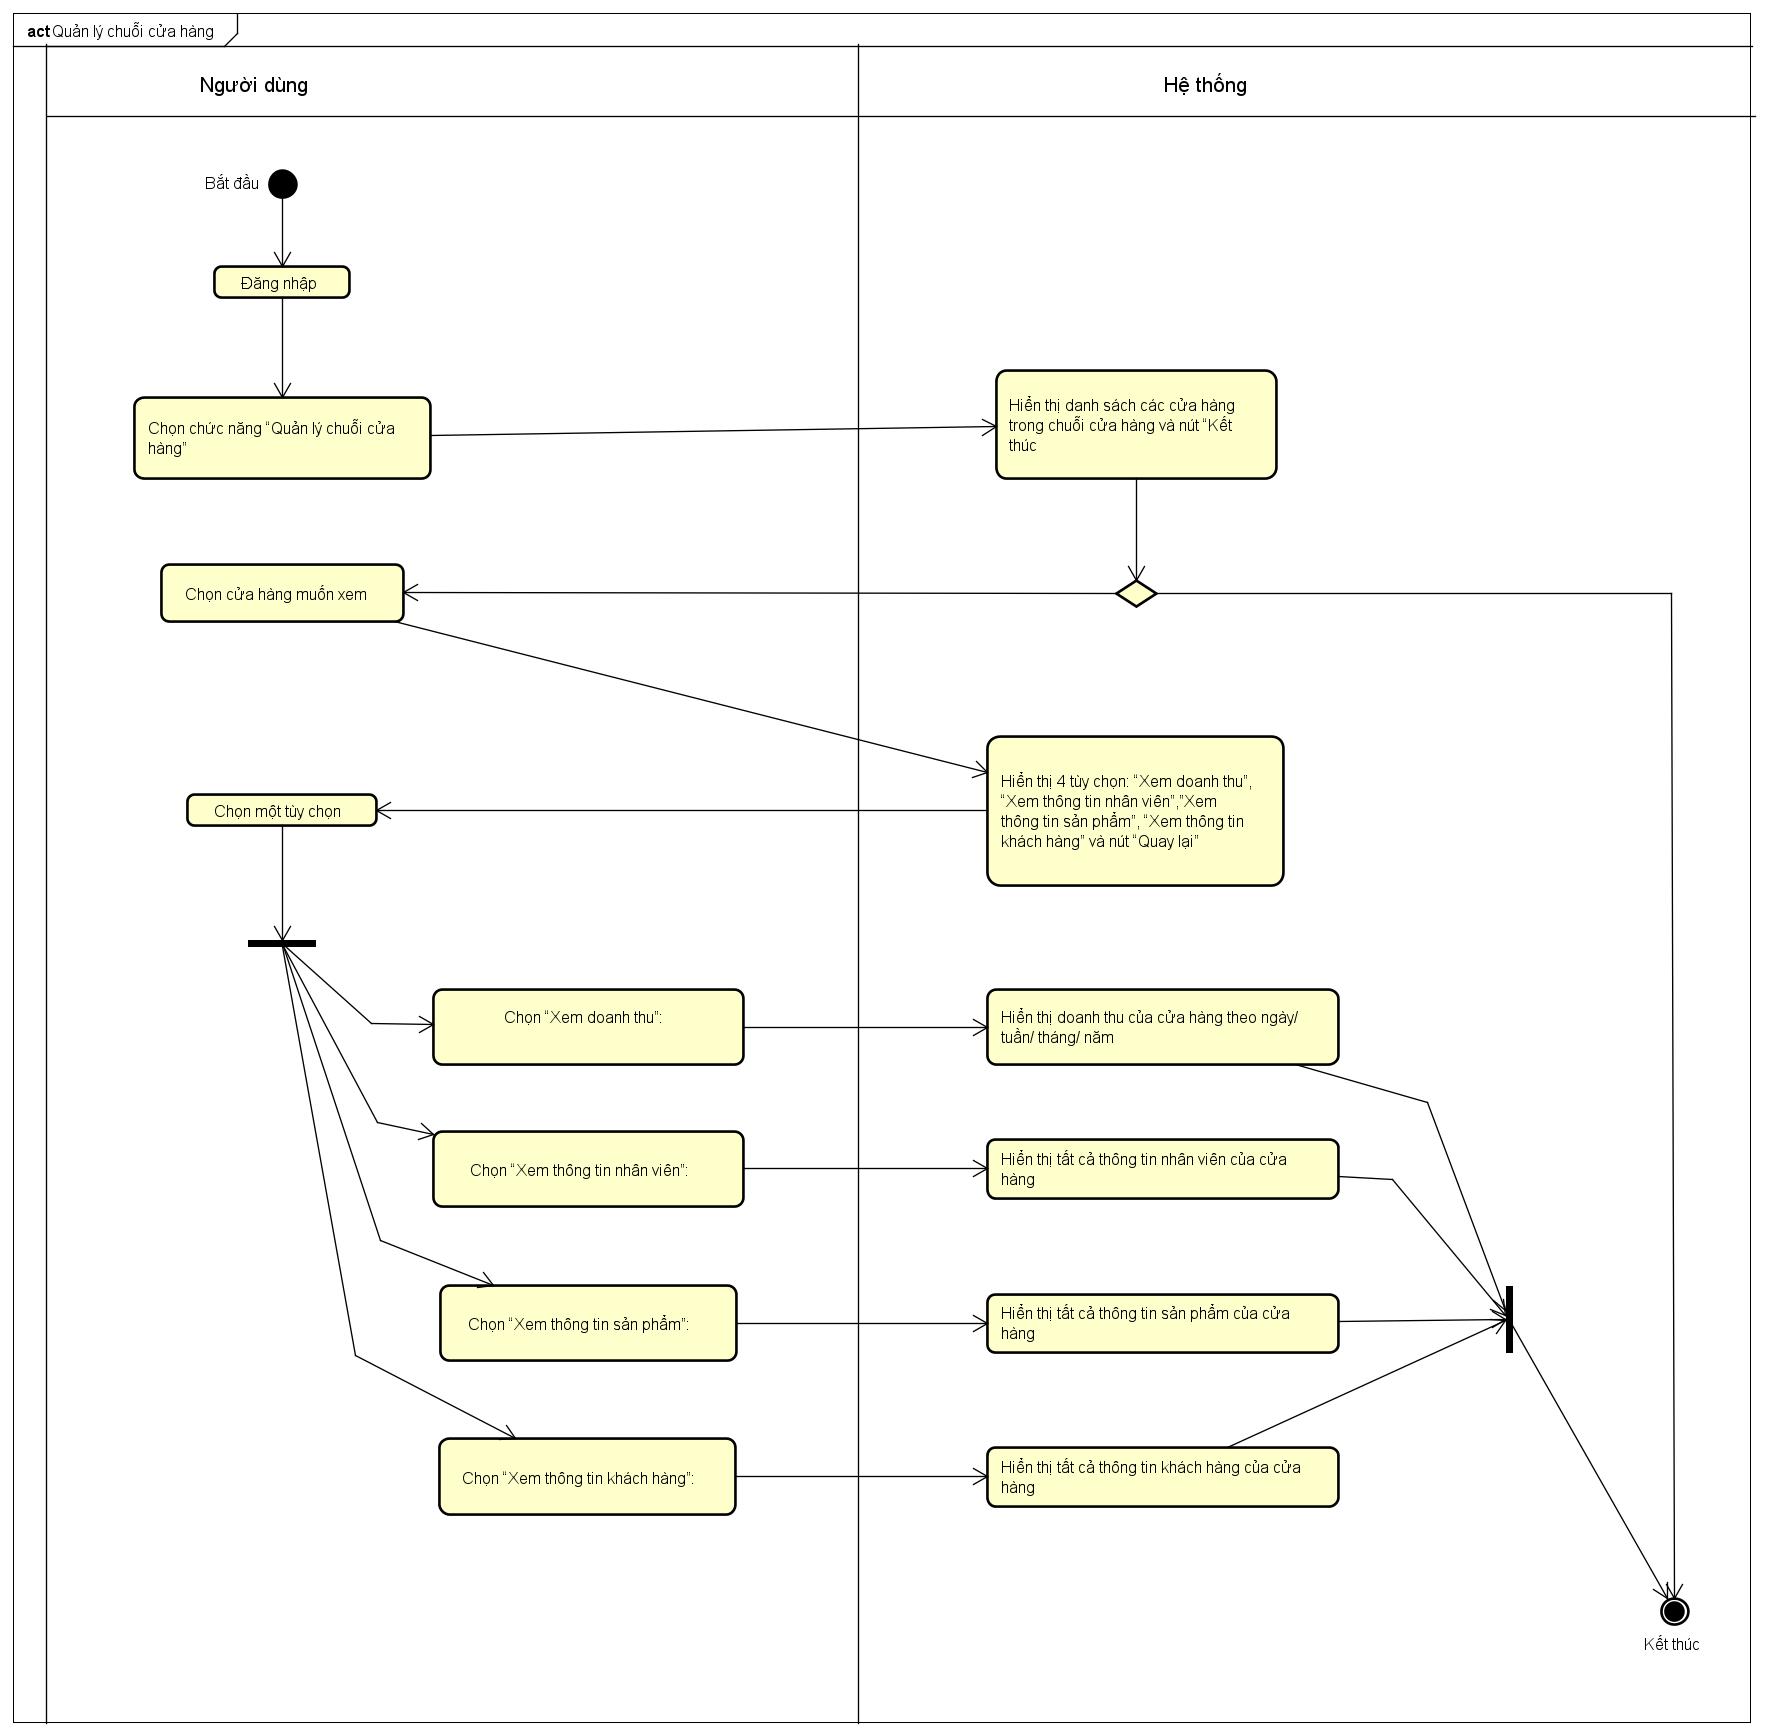 act Quản lý chuỗi cửa hàng
Người dùng
Hệ thống
Bắt đầu
Đăng nhập
Chọn chức năng “Quản lý chuỗi cửa
hàng”
Hiển thị danh sách các cửa hàng
trong chuỗi cửa hàng và nút “Kết
thúc
Chọn cửa hàng muốn xem
Hiển thị 4 tùy chọn: “Xem doanh thu”,
“Xem thông tin nhân viên”,”Xem
thông tin sản phẩm”, “Xem thông tin
khách hàng” và nút “Quay lại”
Chọn một tùy chọn
Chọn “Xem doanh thu”:
Hiển thị doanh thu của cửa hàng theo ngày/
tuần/ tháng/ năm
Chọn “Xem thông tin nhân viên”:
Hiển thị tất cả thông tin nhân viên của cửa
hàng
Chọn “Xem thông tin sản phẩm”:
Hiển thị tất cả thông tin sản phẩm của cửa
hàng
Chọn “Xem thông tin khách hàng”:
Hiển thị tất cả thông tin khách hàng của cửa
hàng
Kết thúc